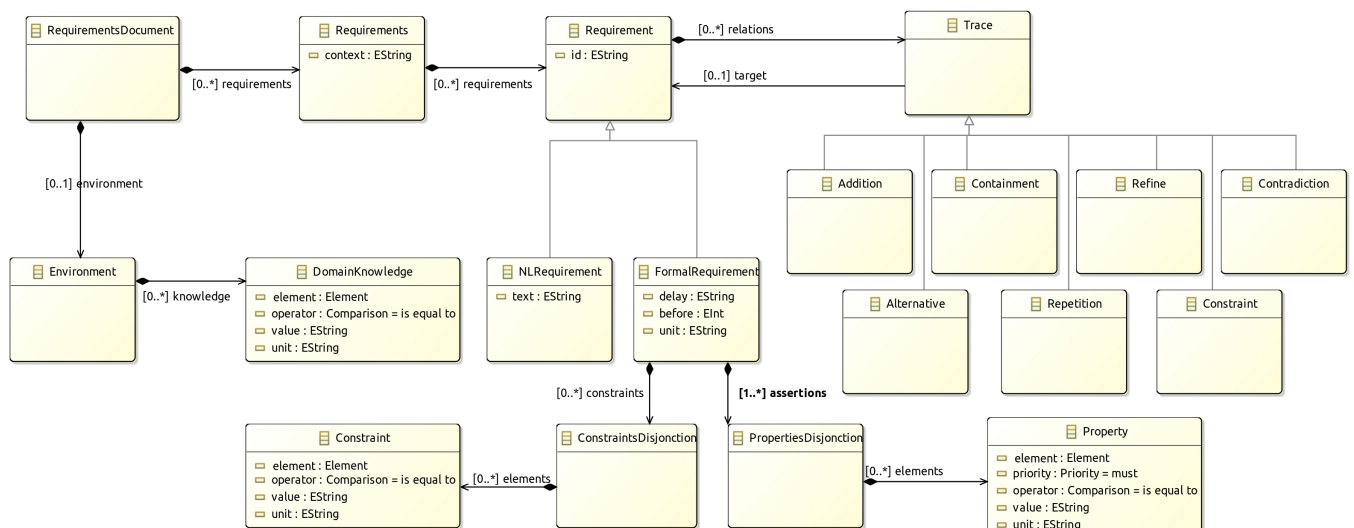 RequirementsDocument
Requirements
context : EString
Requirement
id : EString
Trace
[0..*] requirements
[0..*] requirements
[0..*] relations
[0..1] target
[0..1] environment
Addition
Containment
Refine
Contradiction
Environment
[0..*] knowledge
DomainKnowledge
element : Element
operator : Comparison = is equal to
value : EString
unit : EString
NLRequirement
text : EString
FormalRequirement
delay : EString
before : EInt
unit : EString
Alternative
Repetition
Constraint
[0..*] constraints
[1..*] assertions
Constraint
element : Element
operator : Comparison = is equal to
value : EString
unit : EString
[0..*] elements
ConstraintsDisjonction
PropertiesDisjonction
[0..*] elements
Property
element : Element
priority : Priority = must
operator : Comparison = is equal to
value : EString
unit : EString